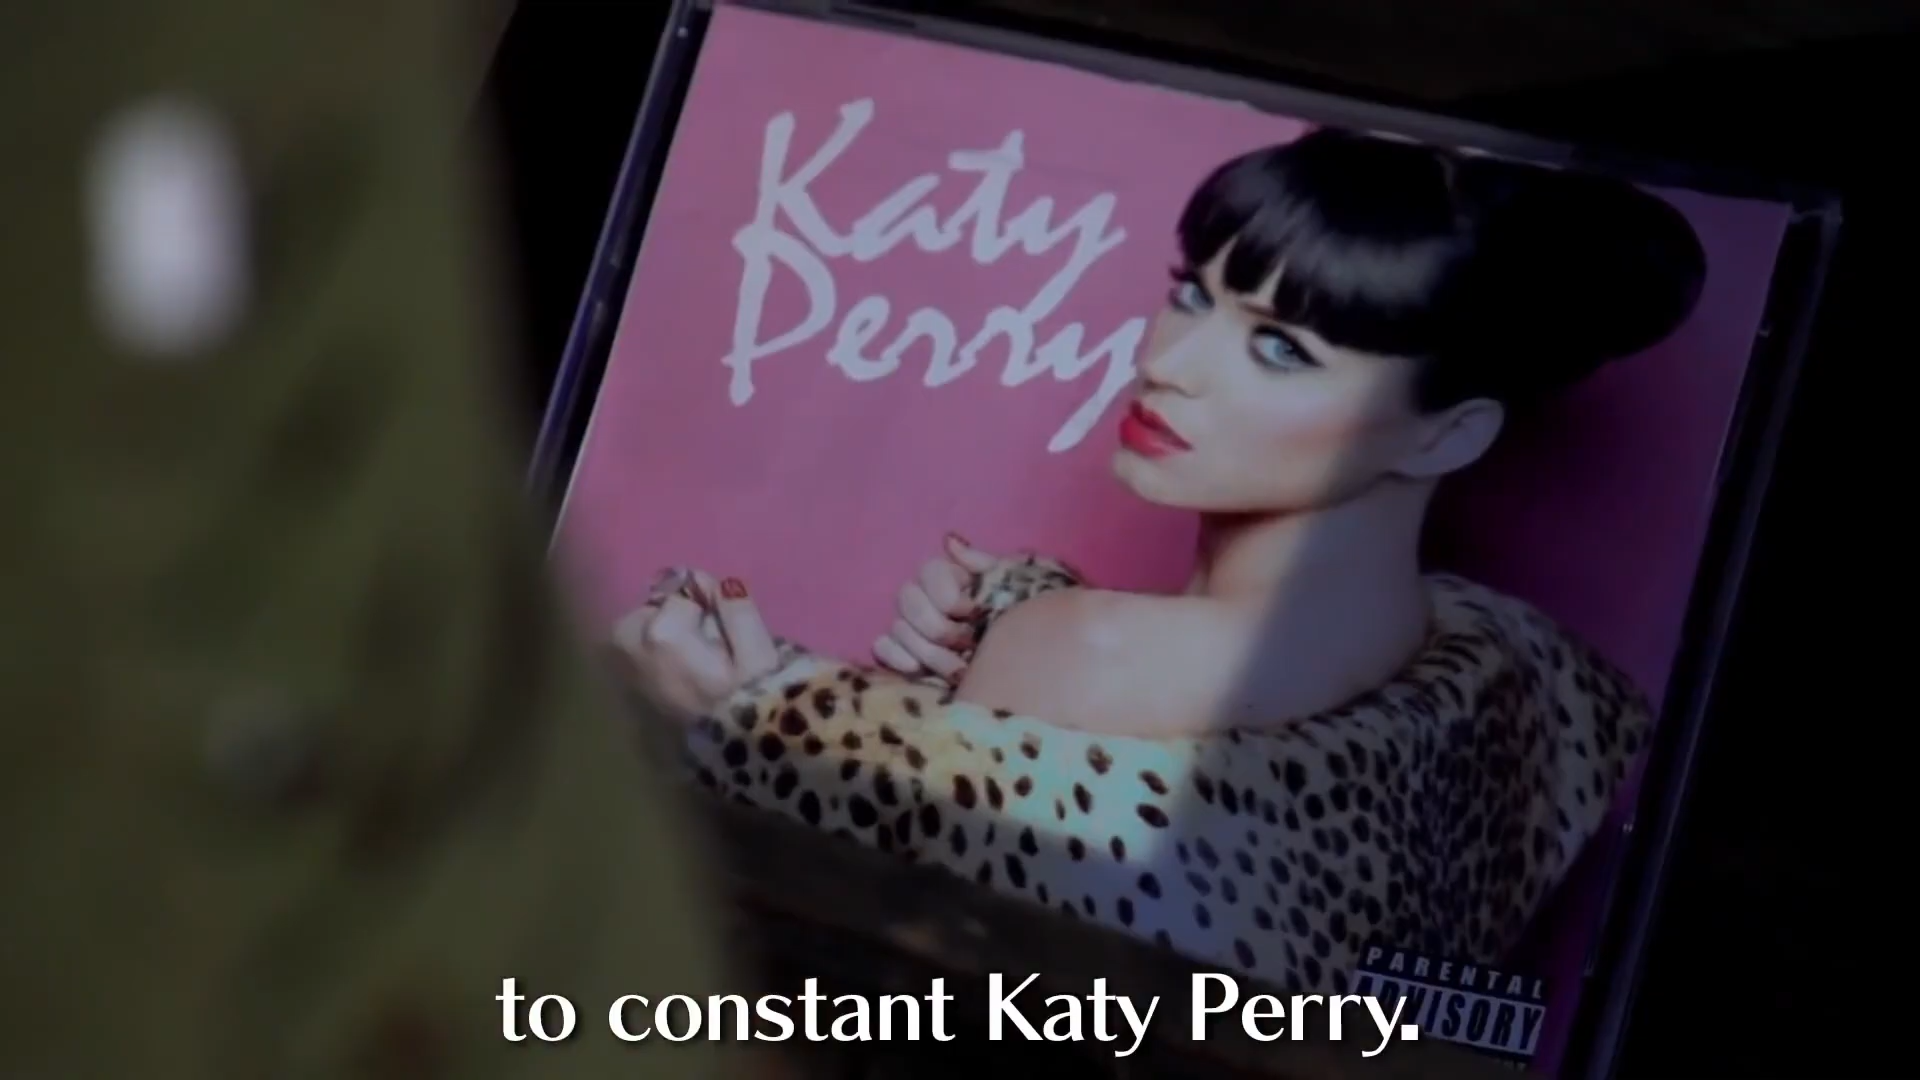 Katy
Perry
PARENTAL
ADVISORY
to constant Katy Perry.